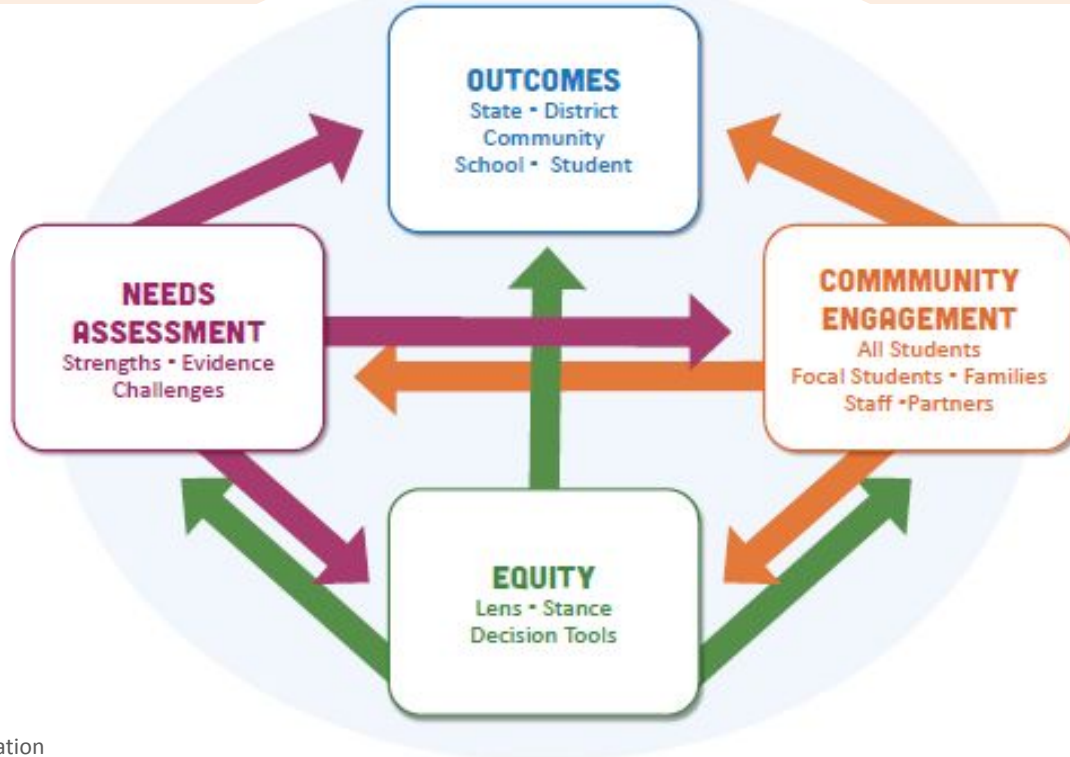 OUTCOMES
State • District
Community
School • Student
NEEDS
ASSESSMENT
Strengths • Evidence
Challenges
COMMMUNITY
ENGAGEMENT
All Students
Focal Students • Families
Staff •Partners
EQUITY
Lens • Stance
Decision Tools
ation